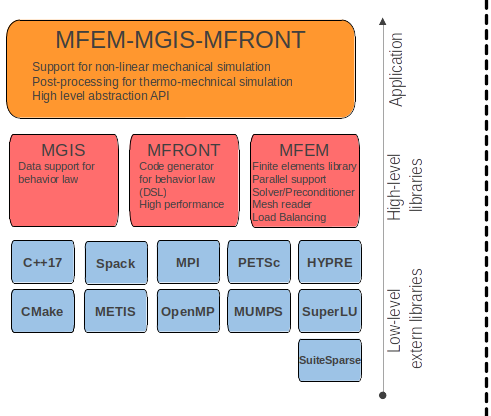 MFEM-MGIS-MFRONT
Support for non-linear mechanical simulation
Post-processing for thermo-mechnical simulation
High level abstraction API
Application
MGIS
Data support for
behavior law
MFRONT
Code generator
for behavior law
(DSL)
High performance
MFEM
Finite elements library
Parallel support
Solver/Preconditioner
Mesh reader
Load Balancing
High-level
libraries
C++17
Spack
MPI
PETSc
HYPRE
CMake
METIS
OpenMP
MUMPS
SuperLU
SuiteSparse
Low-level
extern libraries